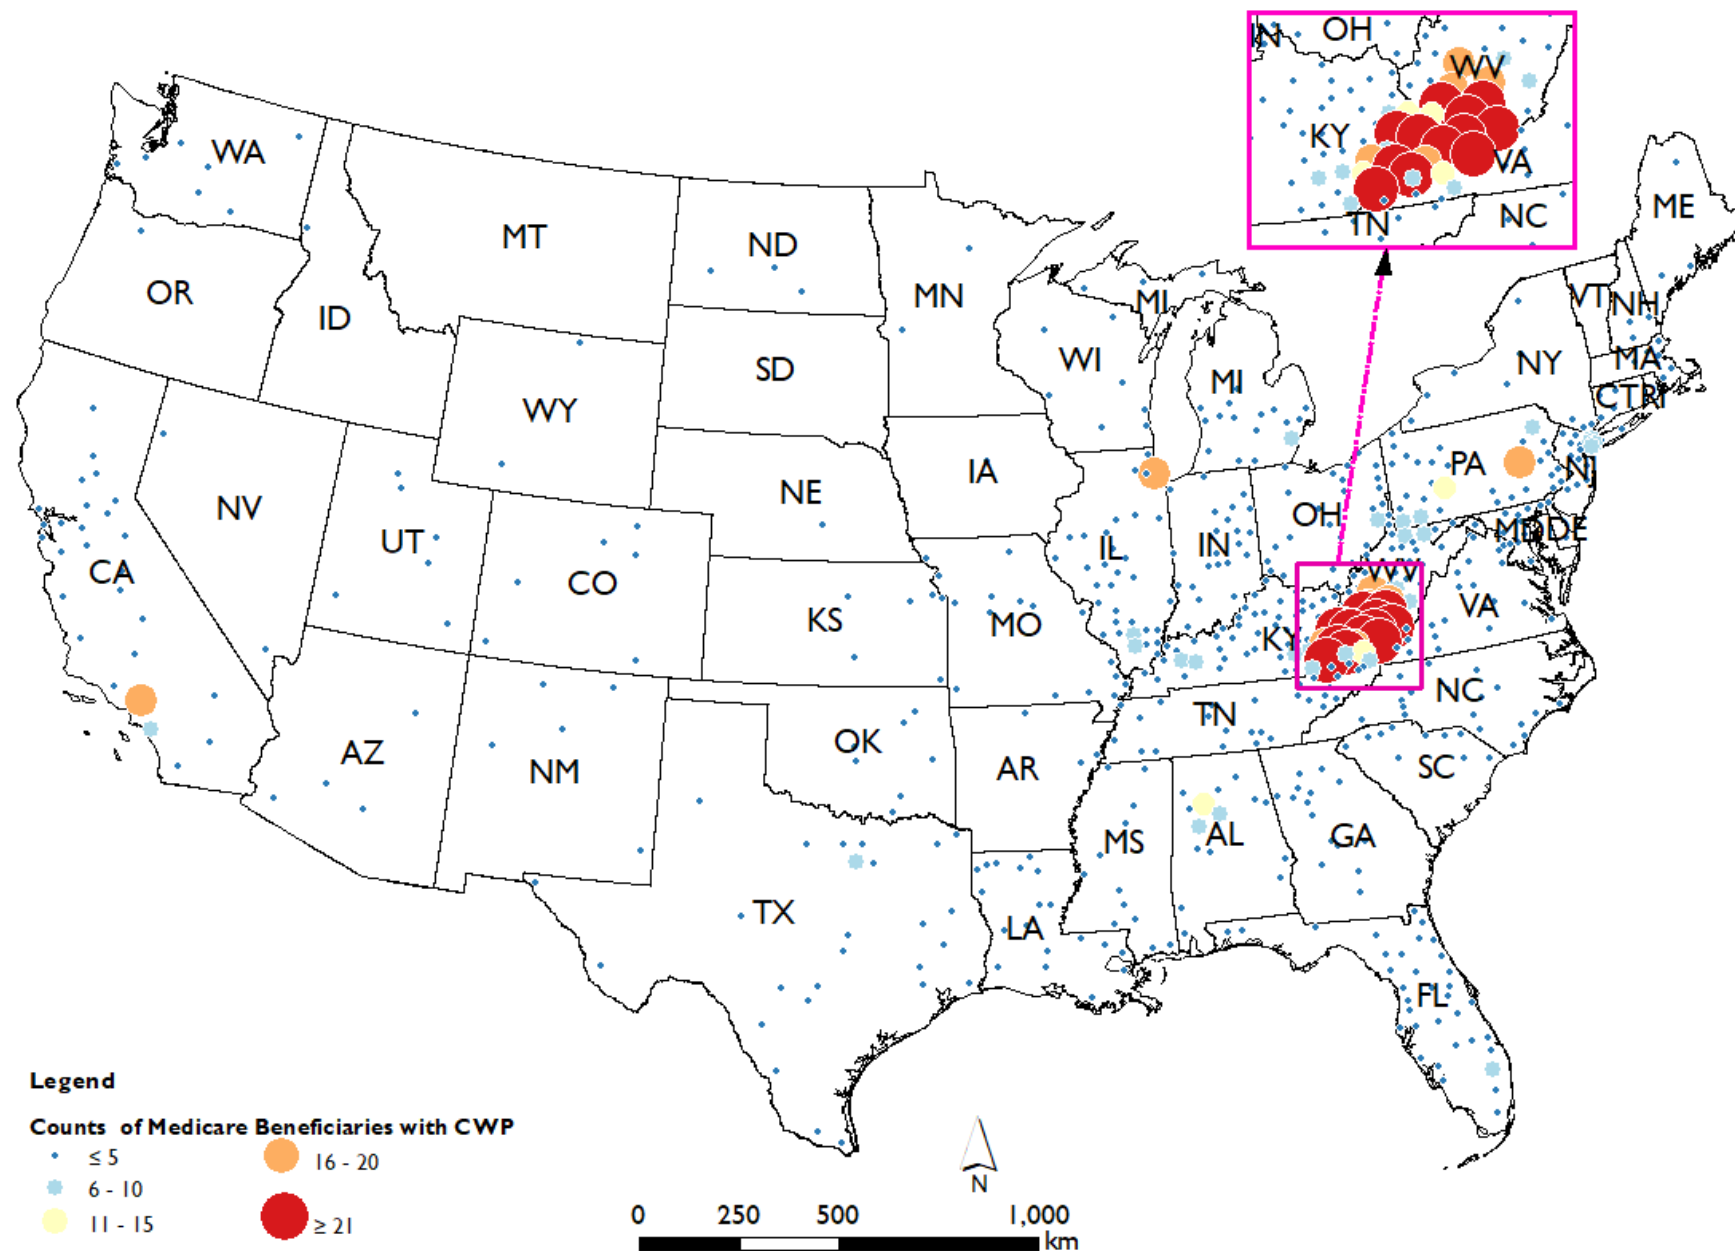 IN OH
WV
KY
VA
TN NC
WA
MT
ND
MN
ME
OR
ID
MI
VT NH
SD
WI
NY
MA
WY
MI
CT RI
IA
PA
NJ
NE
NV
OH
UT
IL
IN
MD DE
CA
CO
WV
KS
MO
VA
KY
NC
TN
AZ
NM
OK
AR
SC
MS
AL
GA
TX
LA
FL
Legend
Counts of Medicare Beneficiaries with CWP
≤ 5
16 - 20
6 - 10
11 - 15
≥ 21
N
0 250 500 1,000
km